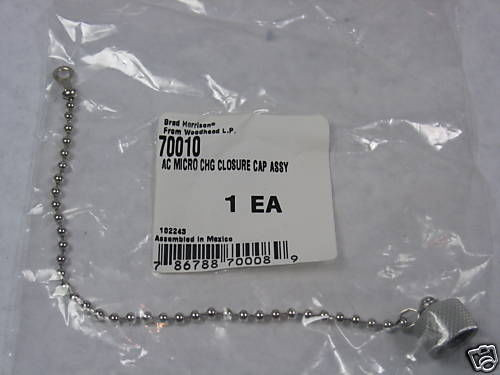 Brad Harrison®
From Woodhead L.P.
70010
AC MICRO CHG CLOSURE CAP ASSY
1 EA
102243
Assembled in Mexico
7 86788 70008 9